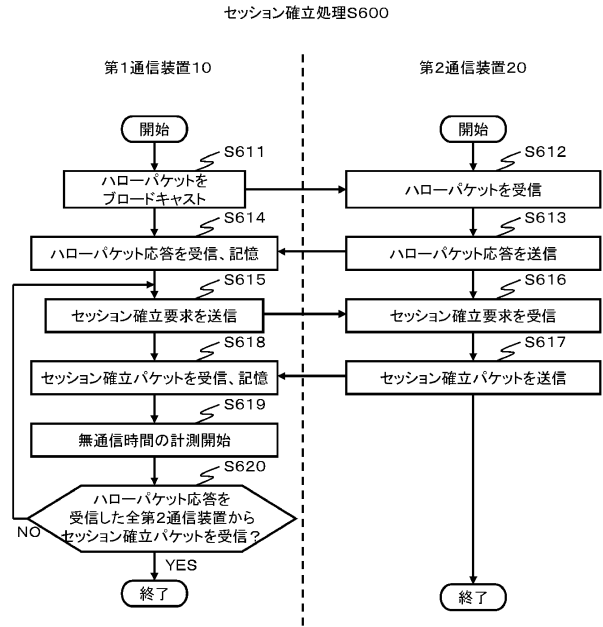 セッション確立処理S600
第1通信装置10
第2通信装置20
開始
開始
S611
ハローパケットを
ブロードキャスト
S612
ハローパケットを受信
S614
ハローパケット応答を受信、記憶
S613
ハローパケット応答を送信
S615
セッション確立要求を送信
S616
セッション確立要求を受信
S618
セッション確立パケットを受信、記憶
S617
セッション確立パケットを送信
S619
無通信時間の計測開始
S620
ハローパケット応答を
受信した全第2通信装置から
セッション確立パケットを受信？
NO
YES
終了
終了